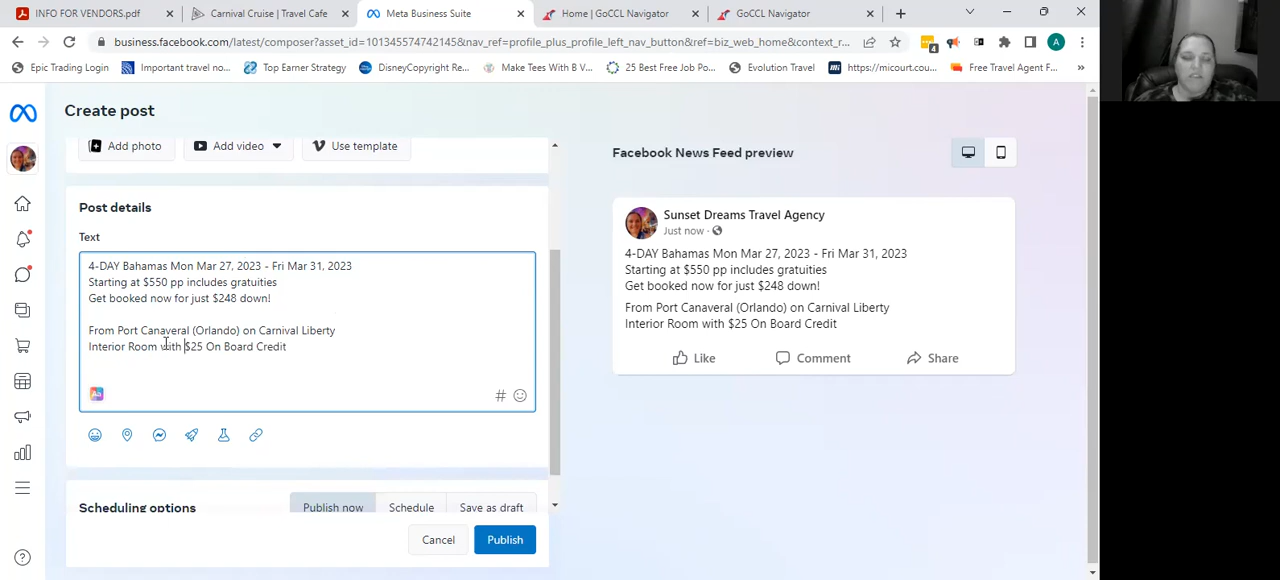 INFO FOR VENDORS.pdf
Carnival Cruise | Travel Cafe
Meta Business Suite
Home | GoCCL Navigator
GoCCL Navigator
business.facebook.com/latest/composer?asset_id=101345574742145&nav_ref=profile_plus_profile_left_nav_button&ref=biz_web_home&context_r...
4
A
Epic Trading Login
Important travel no...
Top Earner Strategy
DisneyCopyright Re...
Make Tees With B V...
25 Best Free Job Po...
Evolution Travel
https://micourt.cou...
Free Travel Agent F...
»
Create post
Add photo
Add video
Use template
Post details
Text
4-DAY Bahamas Mon Mar 27, 2023 - Fri Mar 31, 2023
Starting at $550 pp includes gratuities
Get booked now for just $248 down!
From Port Canaveral (Orlando) on Carnival Liberty
Interior Room with $25 On Board Credit
#
Scheduling options
Publish now
Schedule
Save as draft
Cancel
Publish
Facebook News Feed preview
Sunset Dreams Travel Agency
Just now ·
4-DAY Bahamas Mon Mar 27, 2023 - Fri Mar 31, 2023
Starting at $550 pp includes gratuities
Get booked now for just $248 down!
From Port Canaveral (Orlando) on Carnival Liberty
Interior Room with $25 On Board Credit
Like
Comment
Share